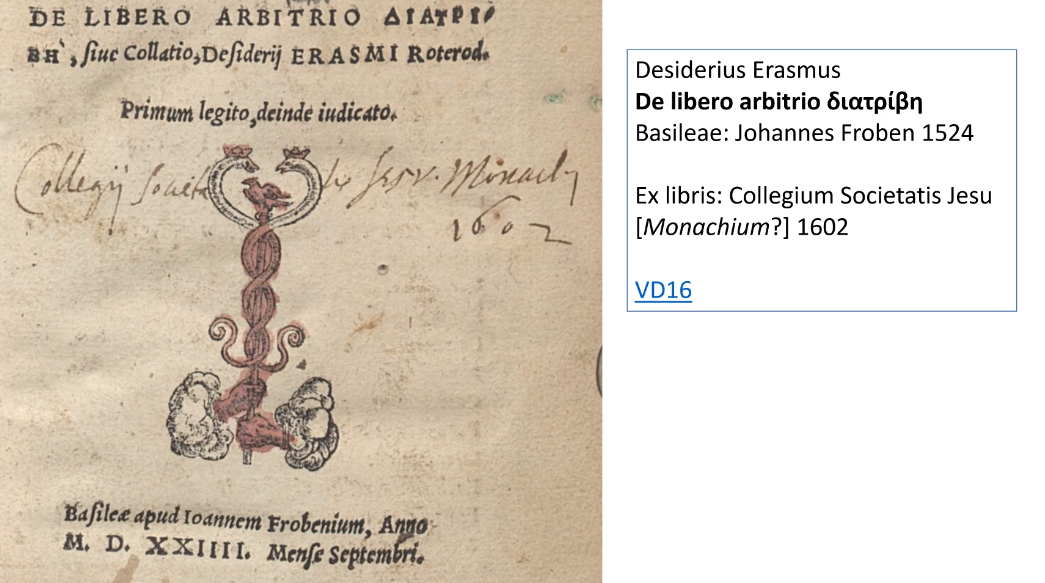 DE LIBERO ARBITRIO ΔΙΑΤΡΙ
ΒΗ`, ſiue Collatio, Deſiderij ERASMI Roterod.
Primum legito, deinde iudicato.
Collegij Societ Jesv. Monachij
1602
Baſileæ apud Ioannem Frobenium, Anno
M. D. XXIIII. Menſe Septembri.
Desiderius Erasmus
De libero arbitrio διατρίβη
Basileae: Johannes Froben 1524
Ex libris: Collegium Societatis Jesu
[Monachium?] 1602
VD16